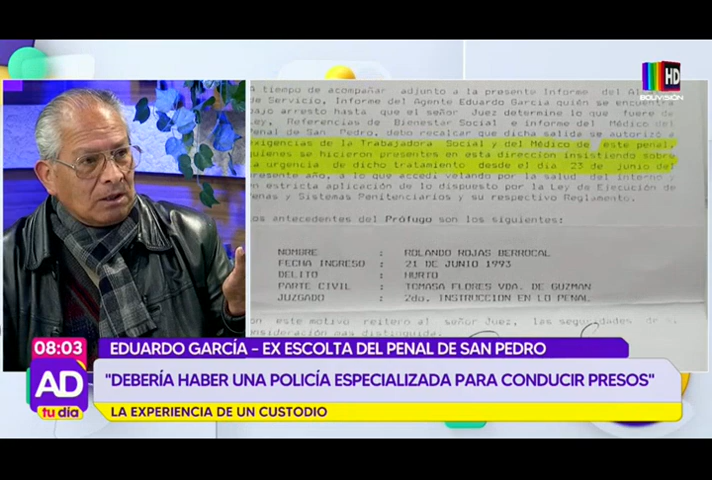 HD
BOLIVISIÓN
A tiempo de acompañar adjunto a la presente Informe del
de Servicio, Informe del Agente Eduardo García quién se encuentra
bajo arresto hasta que el señor Juez determine lo que fuere de
Ley, Referencias de Bienestar Social e informe del Médico del
Penal de San Pedro, debo recalcar que dicha salida se autorizó a
exigencias de la Trabajadora Social y del Médico de este penal,
quienes se hicieron presentes en esta dirección insistiendo sobre
la urgencia de dicho tratamiento desde el día 23 de junio del
presente año, a lo que accedí velando por la salud del interno y
en estricta aplicación de lo dispuesto por la Ley de Ejecución de
Penas y Sistemas Penitenciarios y su respectivo Reglamento.
Los antecedentes del Prófugo son los siguientes:
NOMBRE : ROLANDO ROJAS BERROCAL
FECHA INGRESO : 21 DE JUNIO 1993
DELITO : HURTO
PARTE CIVIL : TOMASA FLORES VDA. DE GUZMAN
JUZGADO : 2do. INSTRUCCION EN LO PENAL
Con este motivo reitero al señor Juez, las seguridades de
consideración más distinguida.
08:03
EDUARDO GARCÍA – EX ESCOLTA DEL PENAL DE SAN PEDRO
AD
tu día
"DEBERÍA HABER UNA POLICÍA ESPECIALIZADA PARA CONDUCIR PRESOS"
LA EXPERIENCIA DE UN CUSTODIO